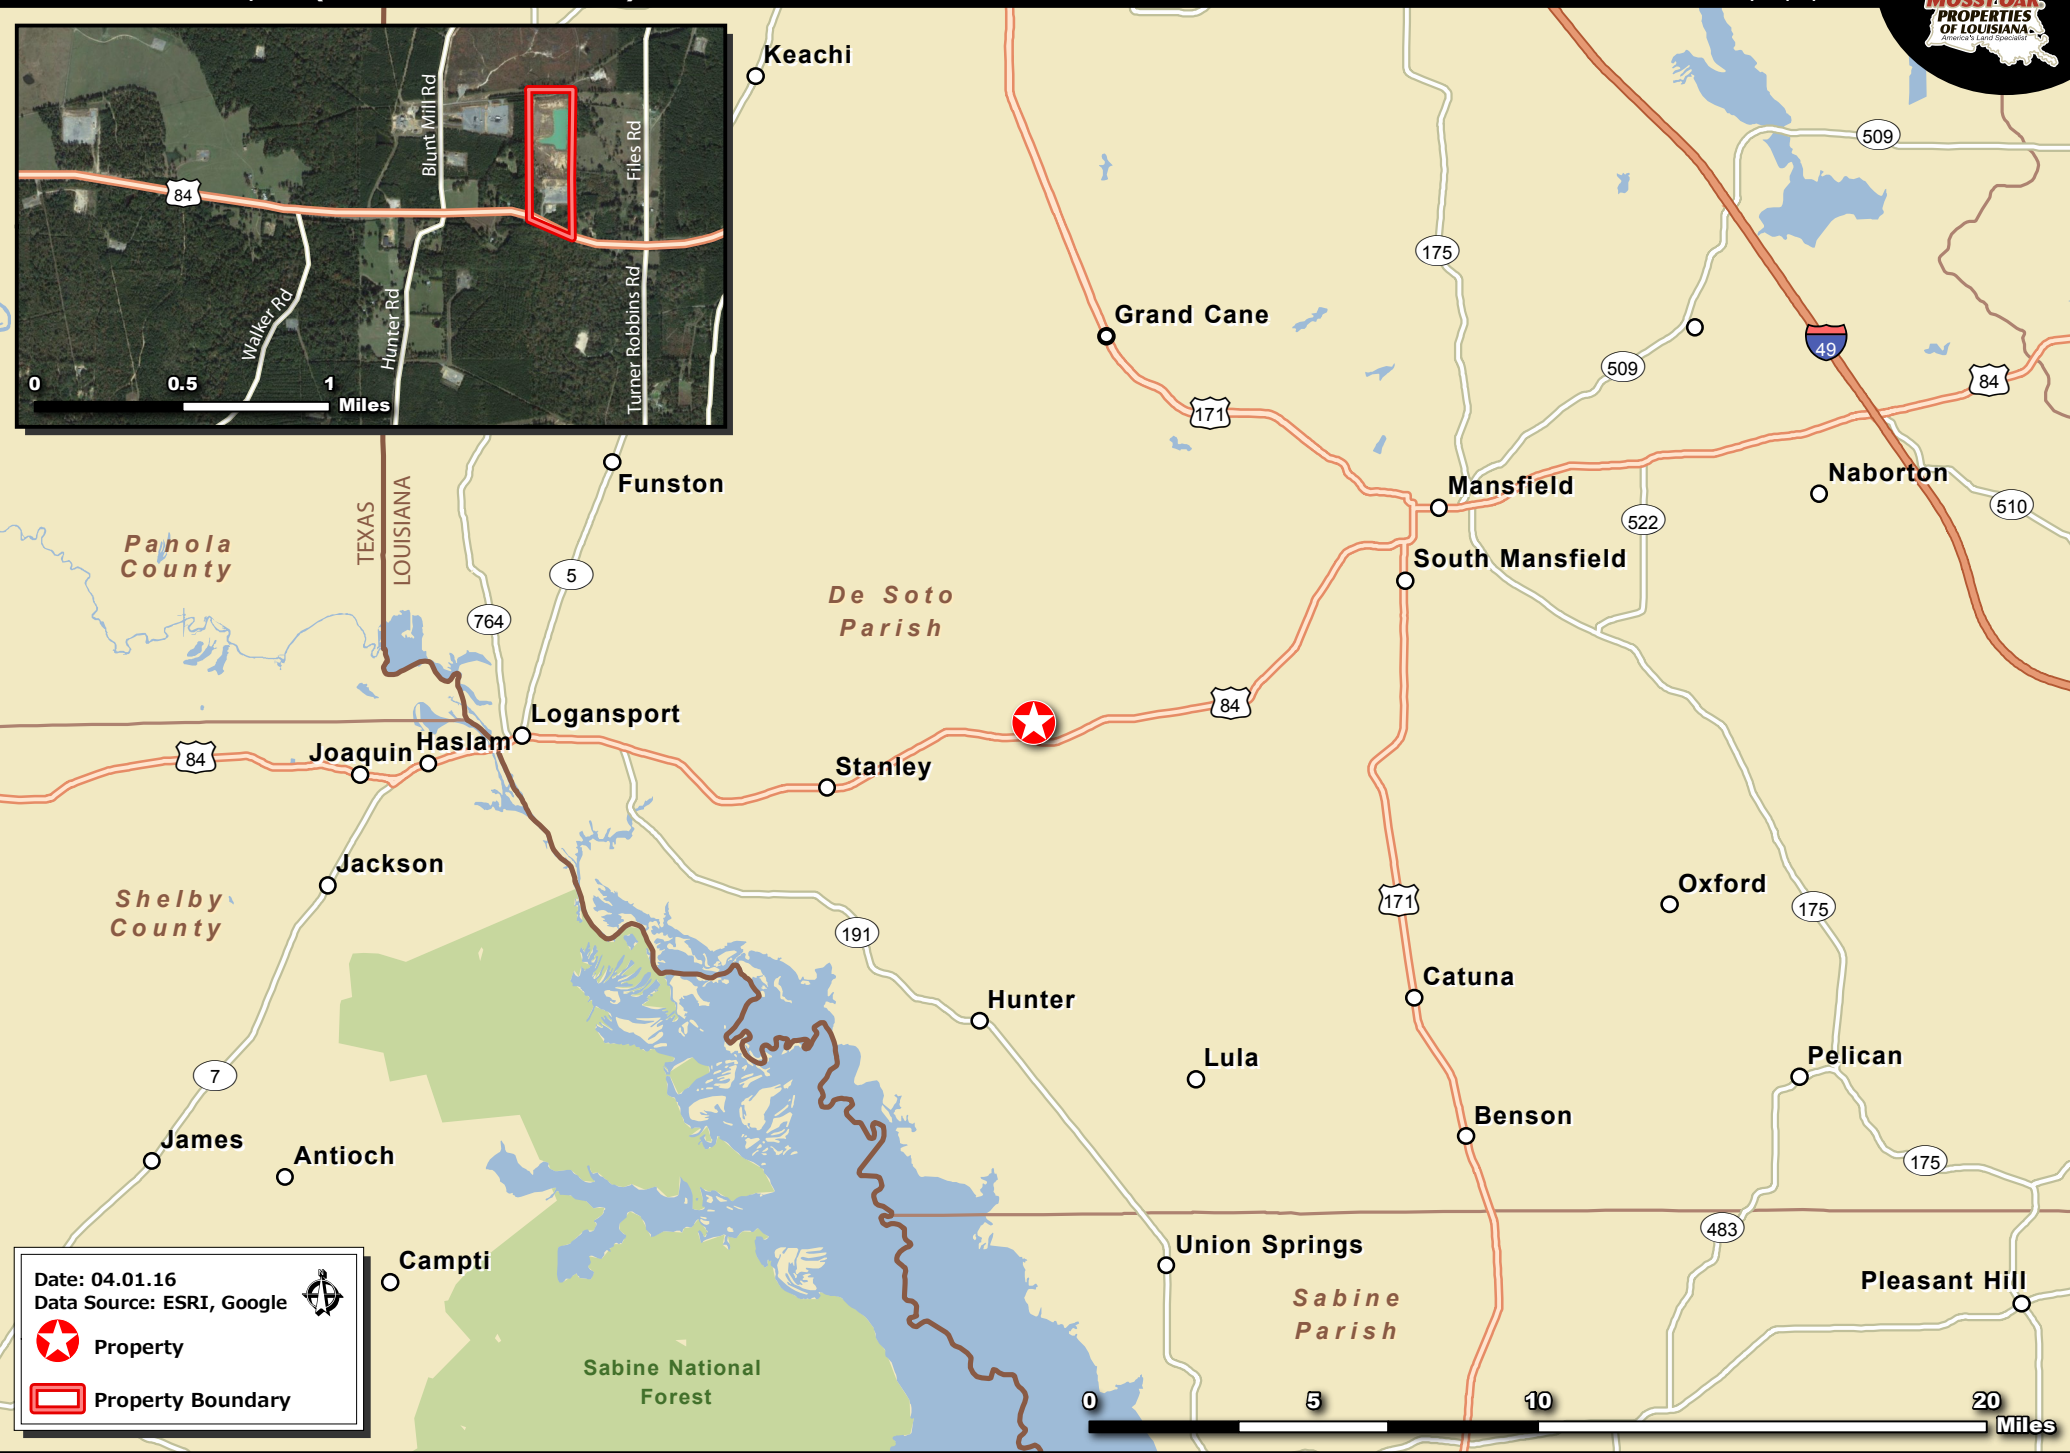 MOSSY OAK
PROPERTIES
OF LOUISIANA
America's Land Specialist
Keachi
509
Blunt Mill Rd
Files Rd
84
175
Walker Rd
Hunter Rd
Turner Robbins Rd
0 0.5 1
Miles
Grand Cane
49
509
84
171
Funston
TEXAS
LOUISIANA
Mansfield
Naborton
510
522
Panola
County
5
South Mansfield
De Soto
Parish
764
84
Logansport
Joaquin
Haslam
84
Stanley
Jackson
Shelby
County
171
Oxford
175
191
Catuna
Hunter
Lula
Pelican
7
Benson
James
Antioch
175
483
Union Springs
Campti
Pleasant Hill
Sabine
Parish
Sabine National
Forest
Date: 04.01.16
Data Source: ESRI, Google
Property
Property Boundary
0 5 10 20
Miles